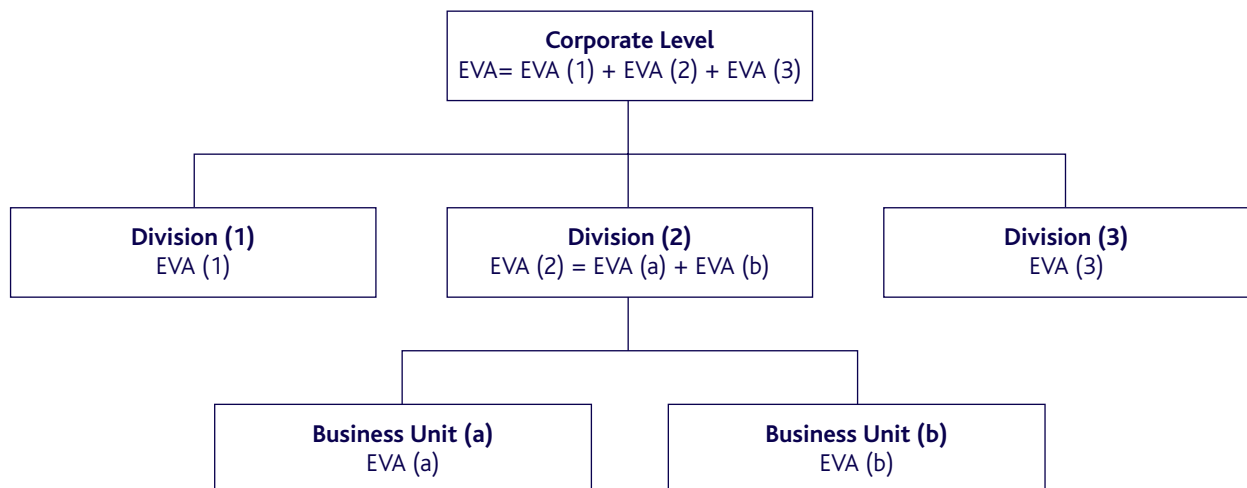 Corporate Level
EVA= EVA (1) + EVA (2) + EVA (3)
Division (1)
EVA (1)
Division (2)
EVA (2) = EVA (a) + EVA (b)
Division (3)
EVA (3)
Business Unit (a)
EVA (a)
Business Unit (b)
EVA (b)